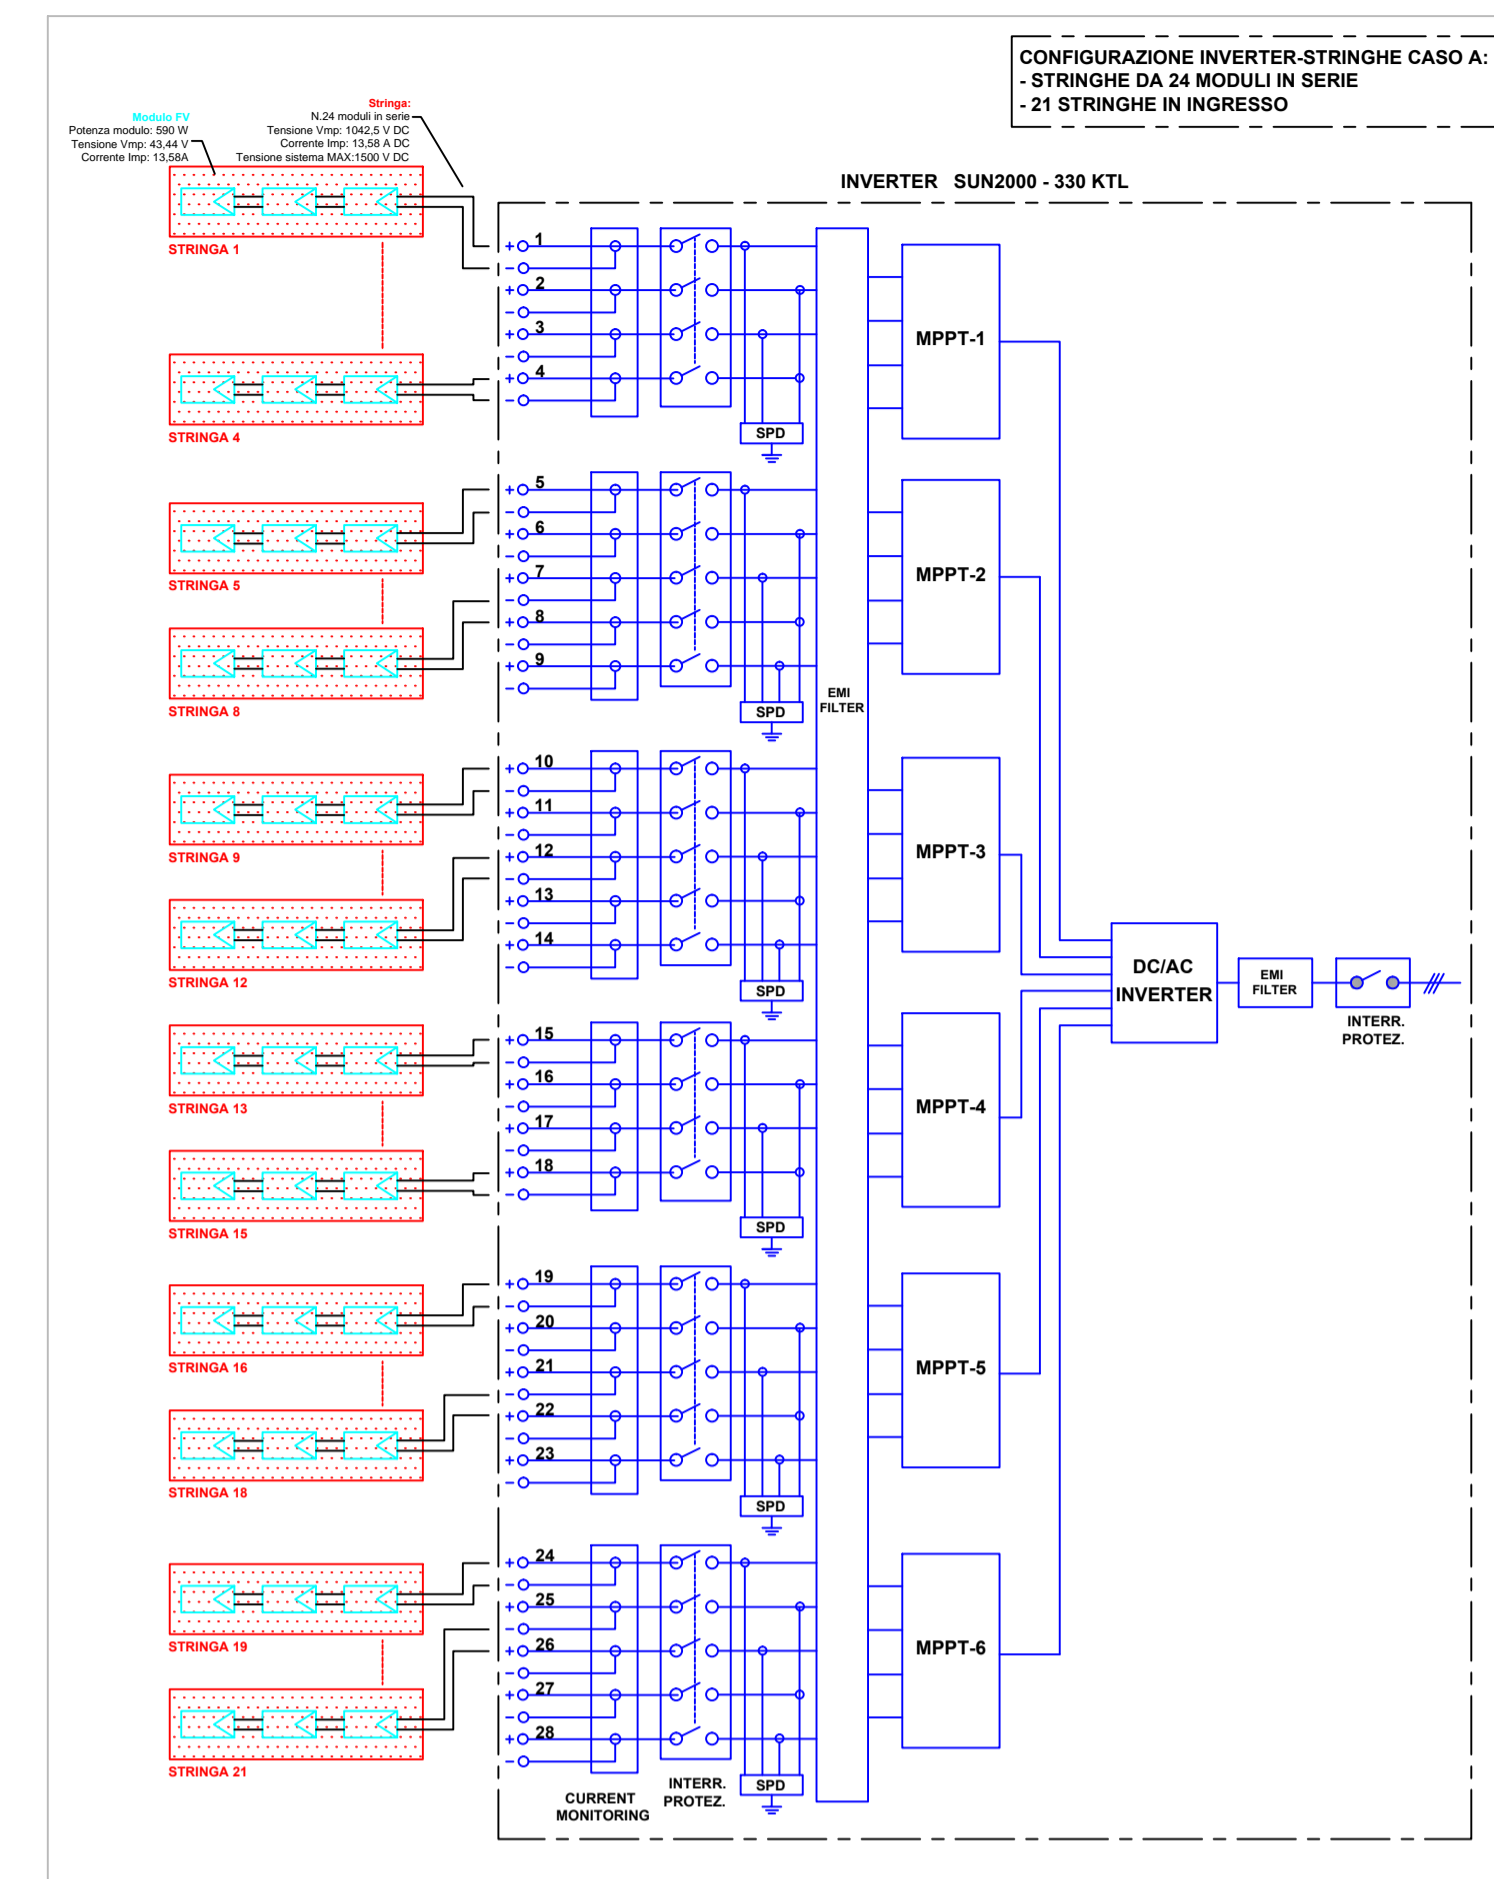 CONFIGURAZIONE INVERTER-STRINGHE CASO A:
- STRINGHE DA 24 MODULI IN SERIE
- 21 STRINGHE IN INGRESSO
Modulo FV
Potenza modulo: 590 W
Tensione Vmp: 43,44 V
Corrente Imp: 13,58A
Stringa:
N.24 moduli in serie
Tensione Vmp: 1042,5 V DC
Corrente Imp: 13,58 A DC
Tensione sistema MAX:1500 V DC
INVERTER SUN2000 - 330 KTL
STRINGA 1
STRINGA 4
+ 1
-
+ 2
-
+ 3
-
+ 4
-
SPD
MPPT-1
STRINGA 5
STRINGA 8
+ 5
-
+ 6
-
+ 7
-
+ 8
-
+ 9
-
SPD
EMI
FILTER
MPPT-2
STRINGA 9
STRINGA 12
+ 10
-
+ 11
-
+ 12
-
+ 13
-
+ 14
-
SPD
MPPT-3
DC/AC
INVERTER
EMI
FILTER
INTERR.
PROTEZ.
STRINGA 13
STRINGA 15
+ 15
-
+ 16
-
+ 17
-
+ 18
-
SPD
MPPT-4
STRINGA 16
STRINGA 18
+ 19
-
+ 20
-
+ 21
-
+ 22
-
+ 23
-
SPD
MPPT-5
STRINGA 19
STRINGA 21
+ 24
-
+ 25
-
+ 26
-
+ 27
-
+ 28
-
SPD
MPPT-6
CURRENT
MONITORING
INTERR.
PROTEZ.